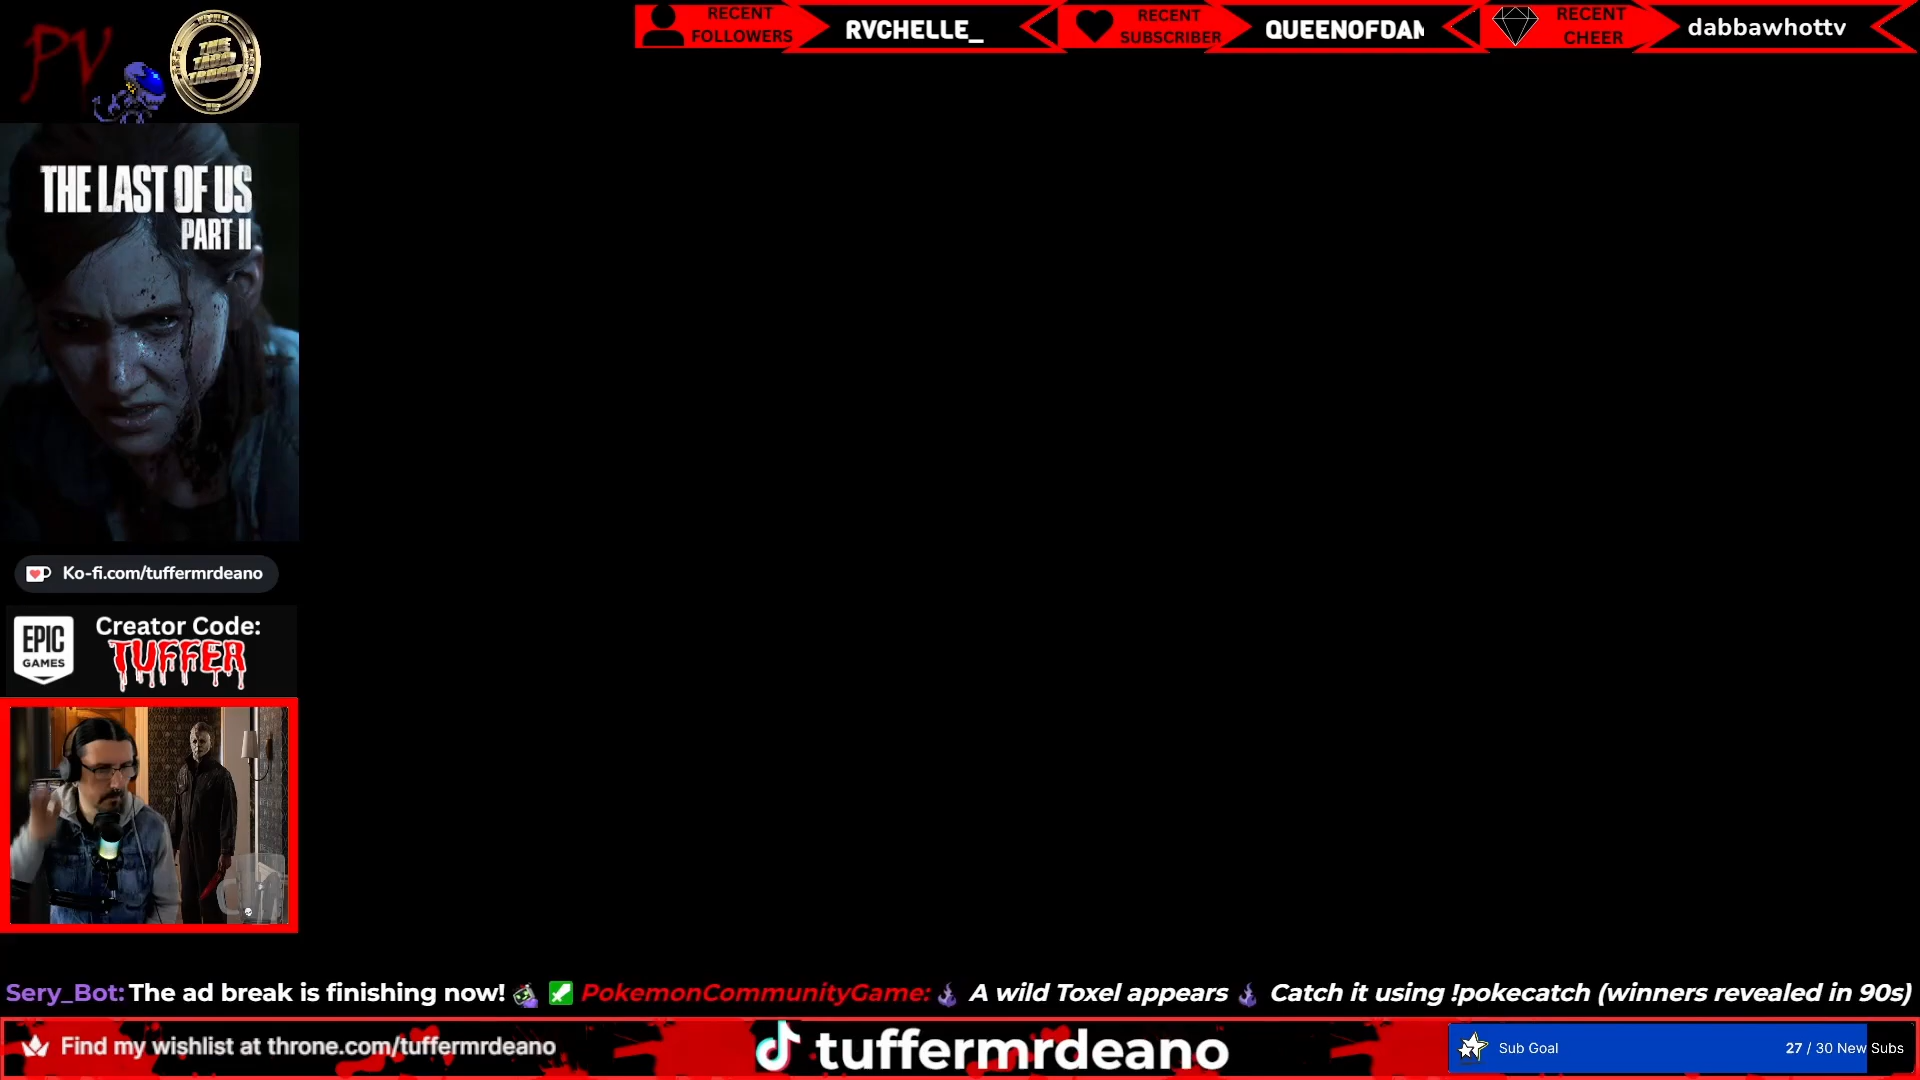 RECENT
FOLLOWERS
RVCHELLE_
RECENT
SUBSCRIBER
QUEENOFDAN
RECENT
CHEER
dabbawhottv
PV
THE
TABS
TRUCK
THE LAST OF US
PART II
Ko-fi.com/tuffermrdeano
EPIC
GAMES
Creator Code:
TUFFER
Sery_Bot: The ad break is finishing now! PokemonCommunityGame: A wild Toxel appears Catch it using !pokecatch (winners revealed in 90s)
Find my wishlist at throne.com/tuffermrdeano
tuffermrdeano
Sub Goal
27 / 30 New Subs